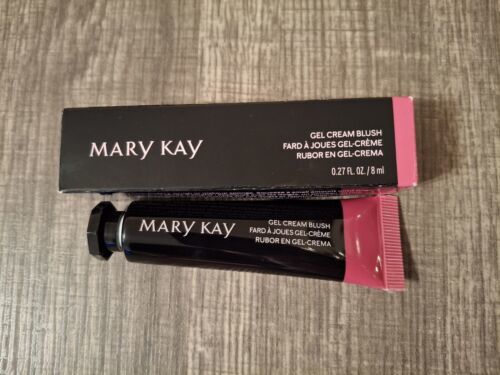 MARY KAY
GEL CREAM BLUSH
FARD À JOUES GEL-CRÈME
RUBOR EN GEL-CREMA
0.27 FL. OZ. / 8 ml
MARY KAY
GEL CREAM BLUSH
FARD À JOUES GEL-CRÈME
RUBOR EN GEL-CREMA